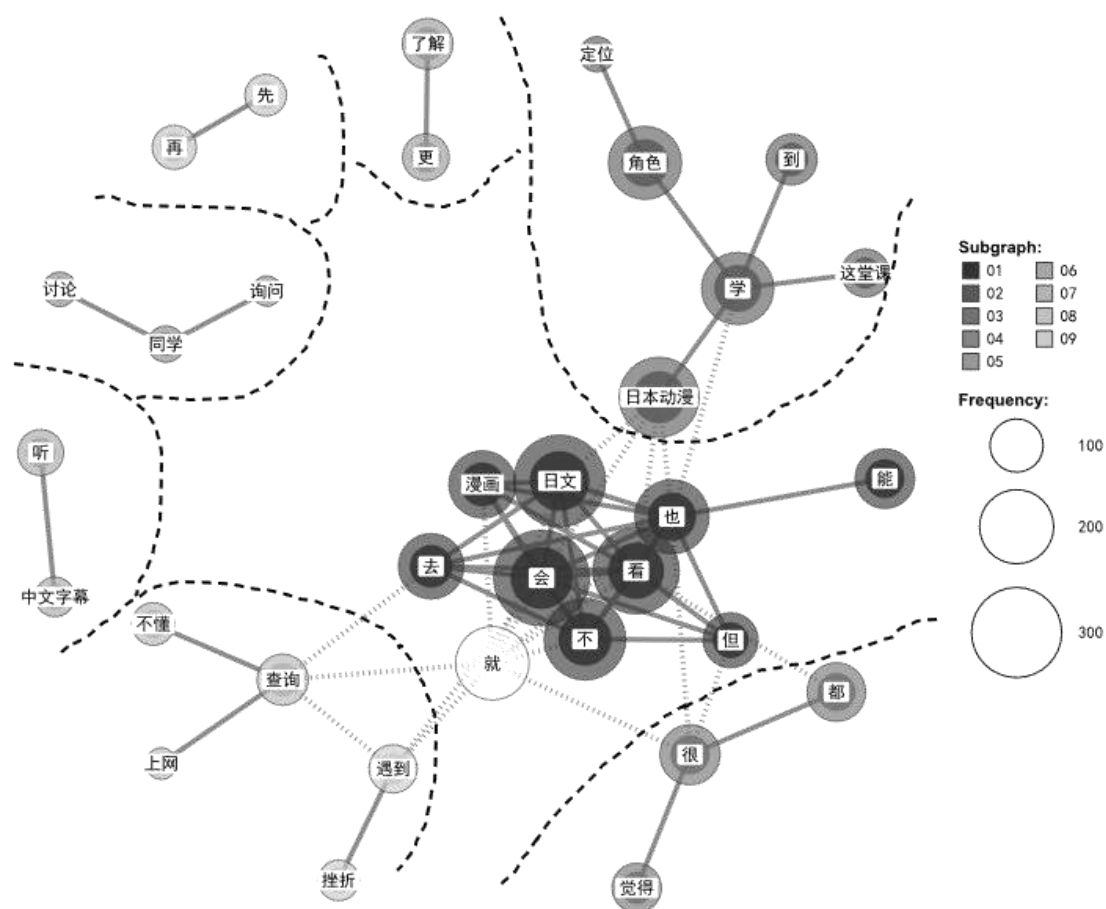 了解
定位
先
再
更
角色
到
讨论
询问
同学
学
这堂课
日本动漫
听
中文字幕
漫画
日文
也
能
去
会
看
不
但
就
不懂
查询
上网
遇到
挫折
都
很
觉得
Subgraph:
01 06
02 07
03 08
04 09
05
Frequency:
100
200
300